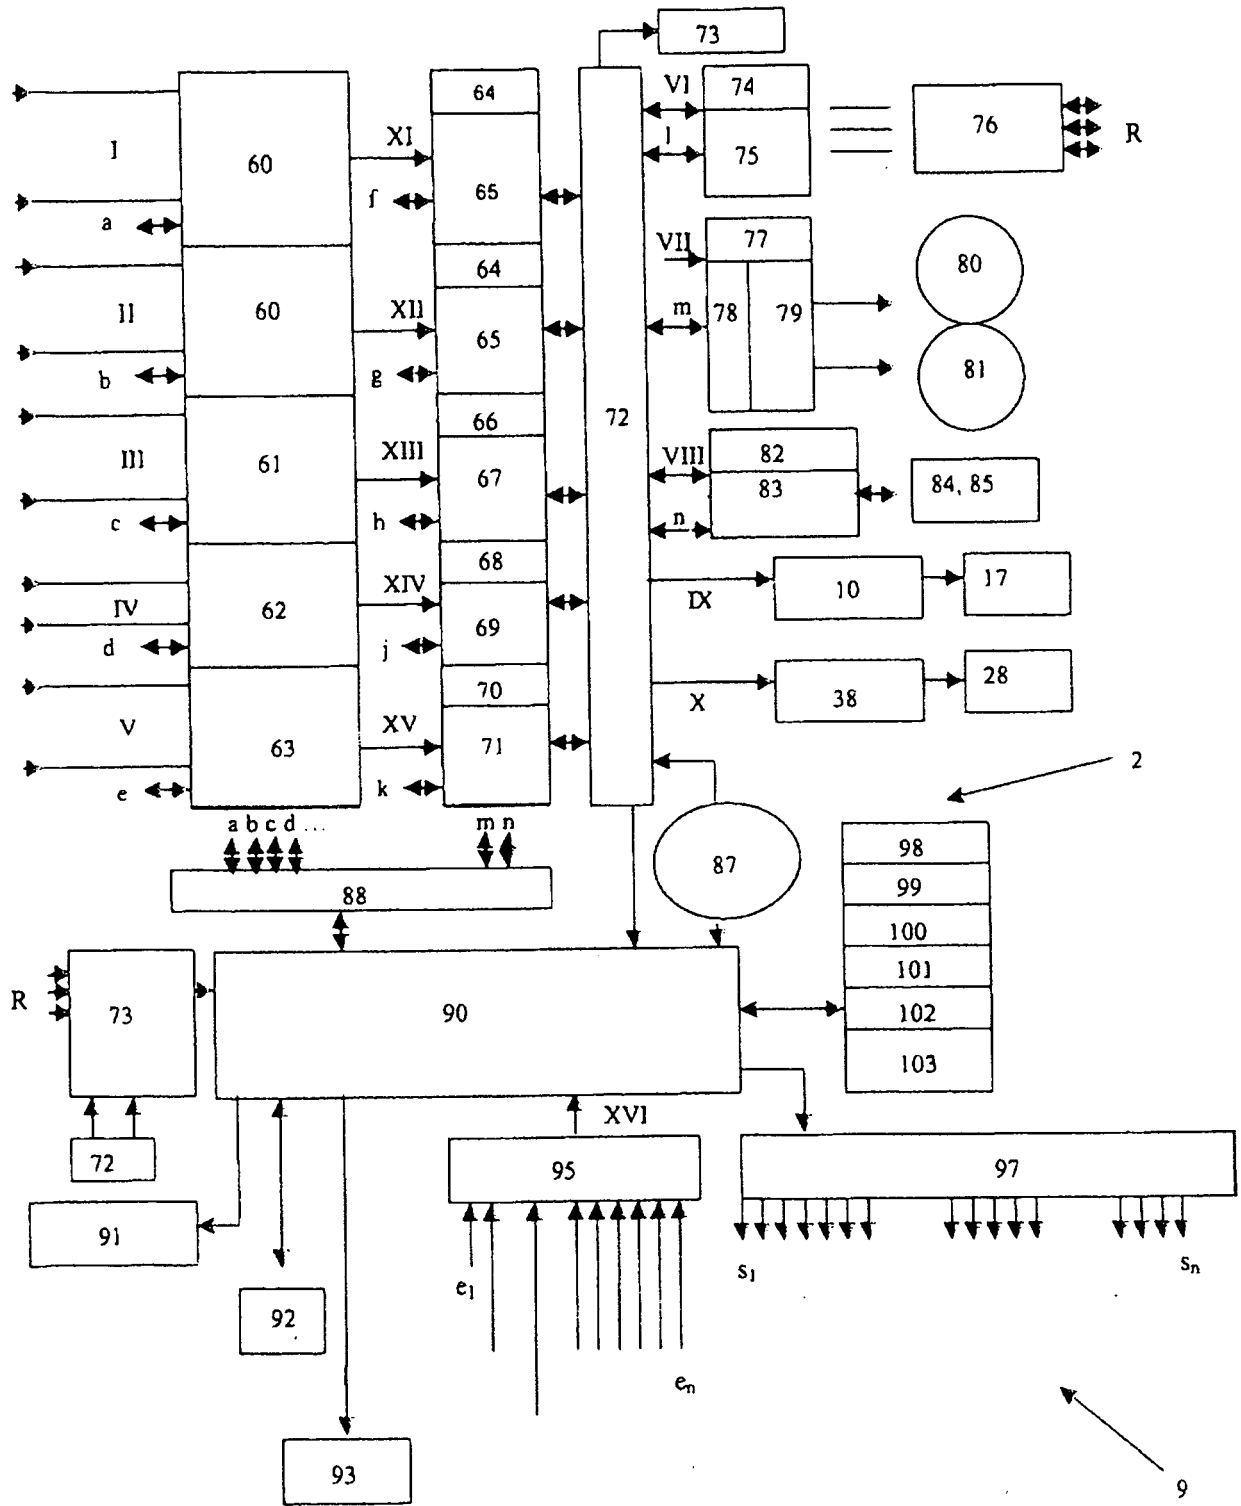 73
VI 74
76 R
l 75
64
XI
I 60
f 65
a
VII 77
64
80
II 60 XII
65 m 78 79
b g
81
66 72
III 61 XIII 67
VIII 82
83 84, 85
c h n
68
IV 62 XIV
IX 10 17
d j 69
70
X 38 28
V 63 XV 71
e k
2
a b c d ... m n
87
98
88
99
100
101
R 73 90 102
103
XVI
72 95 97
91
e1 s1 sn
92
en
93
9